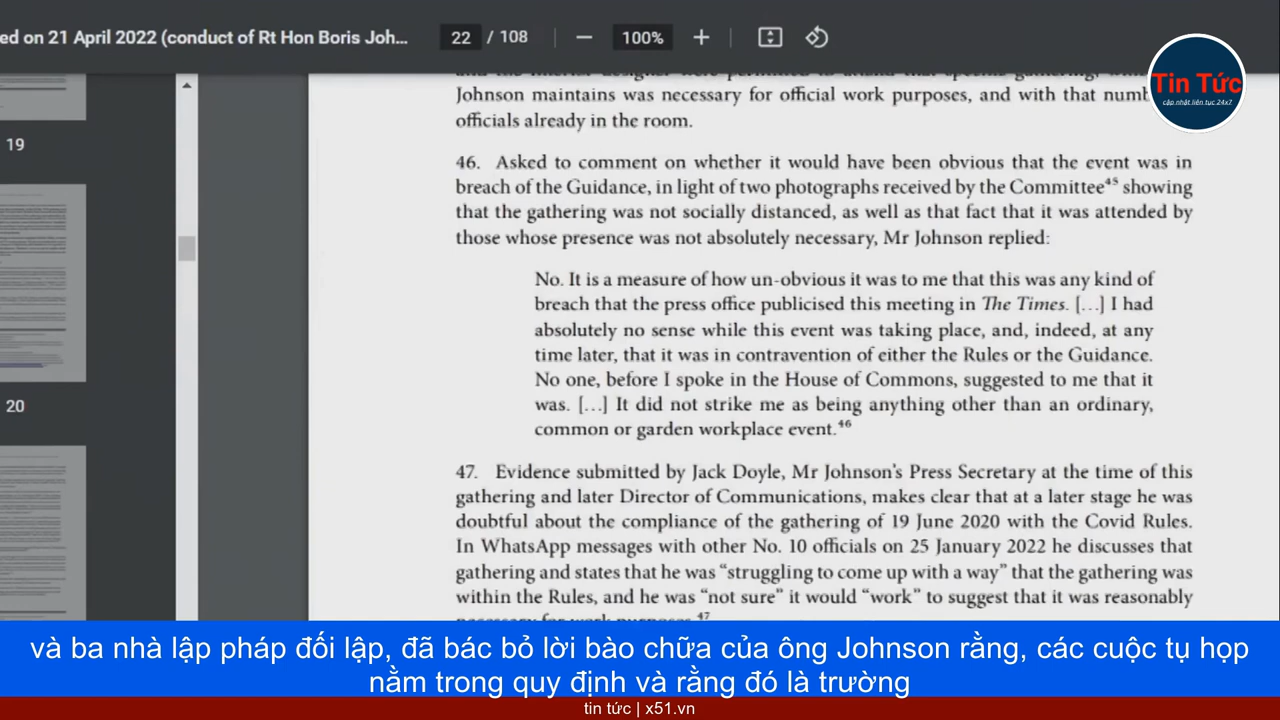 ed on 21 April 2022 (conduct of Rt Hon Boris Joh...
22 / 108
100%
Tin Tức
cập nhật liên tục 24x7
Johnson maintains was necessary for official work purposes, and with that
officials already in the room.
19
46. Asked to comment on whether it would have been obvious that the event was in
breach of the Guidance, in light of two photographs received by the Committee⁴⁵ showing
that the gathering was not socially distanced, as well as that fact that it was attended by
those whose presence was not absolutely necessary, Mr Johnson replied:
No. It is a measure of how un-obvious it was to me that this was any kind of
breach that the press office publicised this meeting in The Times. [...] I had
absolutely no sense while this event was taking place, and, indeed, at any
time later, that it was in contravention of either the Rules or the Guidance.
No one, before I spoke in the House of Commons, suggested to me that it
was. [...] It did not strike me as being anything other than an ordinary,
common or garden workplace event.⁴⁶
20
47. Evidence submitted by Jack Doyle, Mr Johnson's Press Secretary at the time of this
gathering and later Director of Communications, makes clear that at a later stage he was
doubtful about the compliance of the gathering of 19 June 2020 with the Covid Rules.
In WhatsApp messages with other No. 10 officials on 25 January 2022 he discusses that
gathering and states that he was “struggling to come up with a way” that the gathering was
within the Rules, and he was “not sure” it would “work” to suggest that it was reasonably
và ba nhà lập pháp đối lập, đã bác bỏ lời bào chữa của ông Johnson rằng, các cuộc tụ họp
nằm trong quy định và rằng đó là trường
tin tức | x51.vn